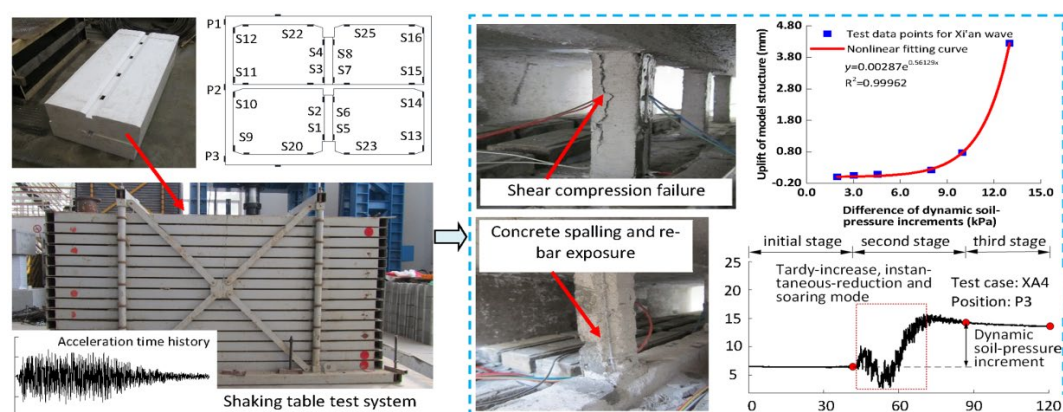 P1
S12
S22
S25
S16
S4
S8
S3
S7
S11
S15
P2
S10
S14
S2
S6
S1
S5
S9
S13
S20
S23
P3
Acceleration time history
Shaking table test system
Shear compression failure
Concrete spalling and re-
bar exposure
Uplift of model structure (mm)
4.80
3.80
2.80
1.80
0.80
-0.20
Test data points for Xi'an wave
Nonlinear fitting curve
y=0.00287e^0.56129x
R²=0.99962
0.0
3.0
6.0
9.0
12.0
15.0
Difference of dynamic soil-
pressure increments (kPa)
initial stage
second stage
third stage
25
20
15
10
5
Tardy-increase, instan-
taneous-reduction and
soaring mode
Test case: XA4
Position: P3
Dynamic
soil-pressure
increment
0
30
60
90
120